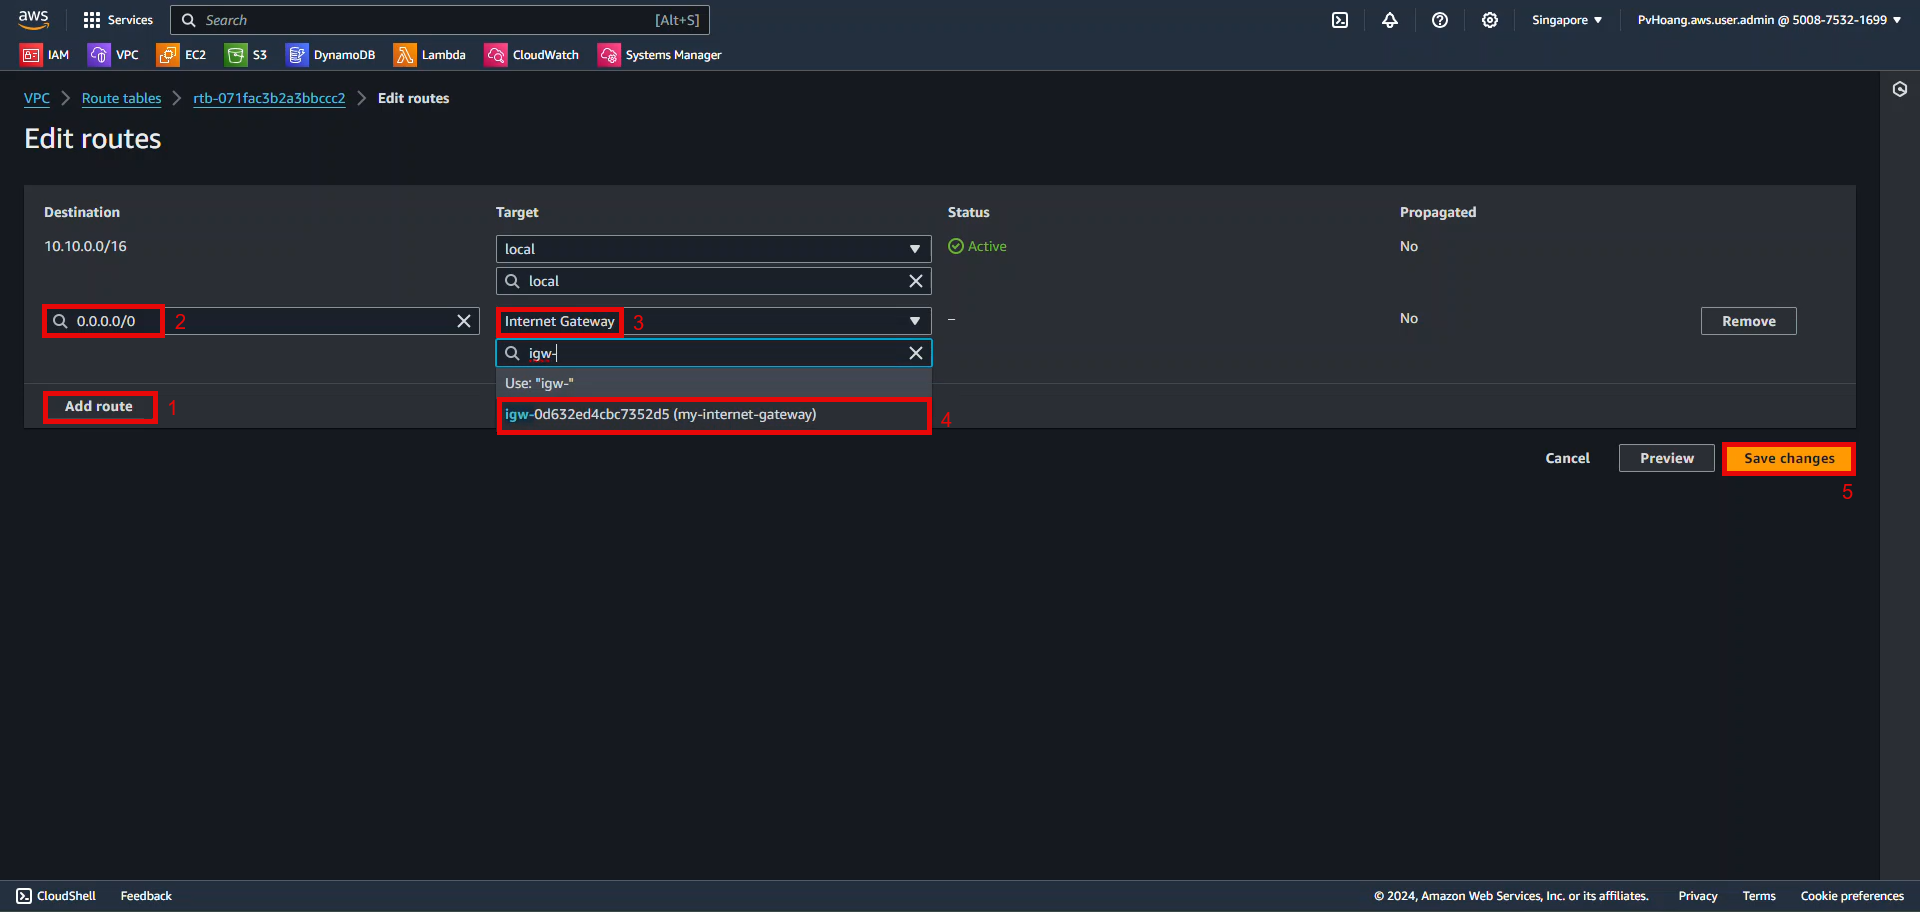 aws Services Search [Alt+S] Singapore PvHoang.aws.user.admin @ 5008-7532-1699
IAM VPC EC2 S3 DynamoDB Lambda CloudWatch Systems Manager
VPC Route tables rtb-071fac3b2a3bbccc2 Edit routes
Edit routes
Destination Target Status Propagated
10.10.0.0/16 local Active No
local
0.0.0.0/0 2 Internet Gateway 3 – No Remove
igw-
Use: "igw-"
Add route 1 igw-0d632ed4cbc7352d5 (my-internet-gateway) 4
Cancel Preview Save changes
5
CloudShell Feedback © 2024, Amazon Web Services, Inc. or its affiliates. Privacy Terms Cookie preferences